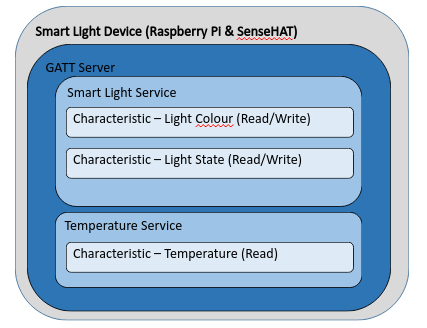 Smart Light Device (Raspberry Pi & SenseHAT)
GATT Server
Smart Light Service
Characteristic – Light Colour (Read/Write)
Characteristic – Light State (Read/Write)
Temperature Service
Characteristic – Temperature (Read)